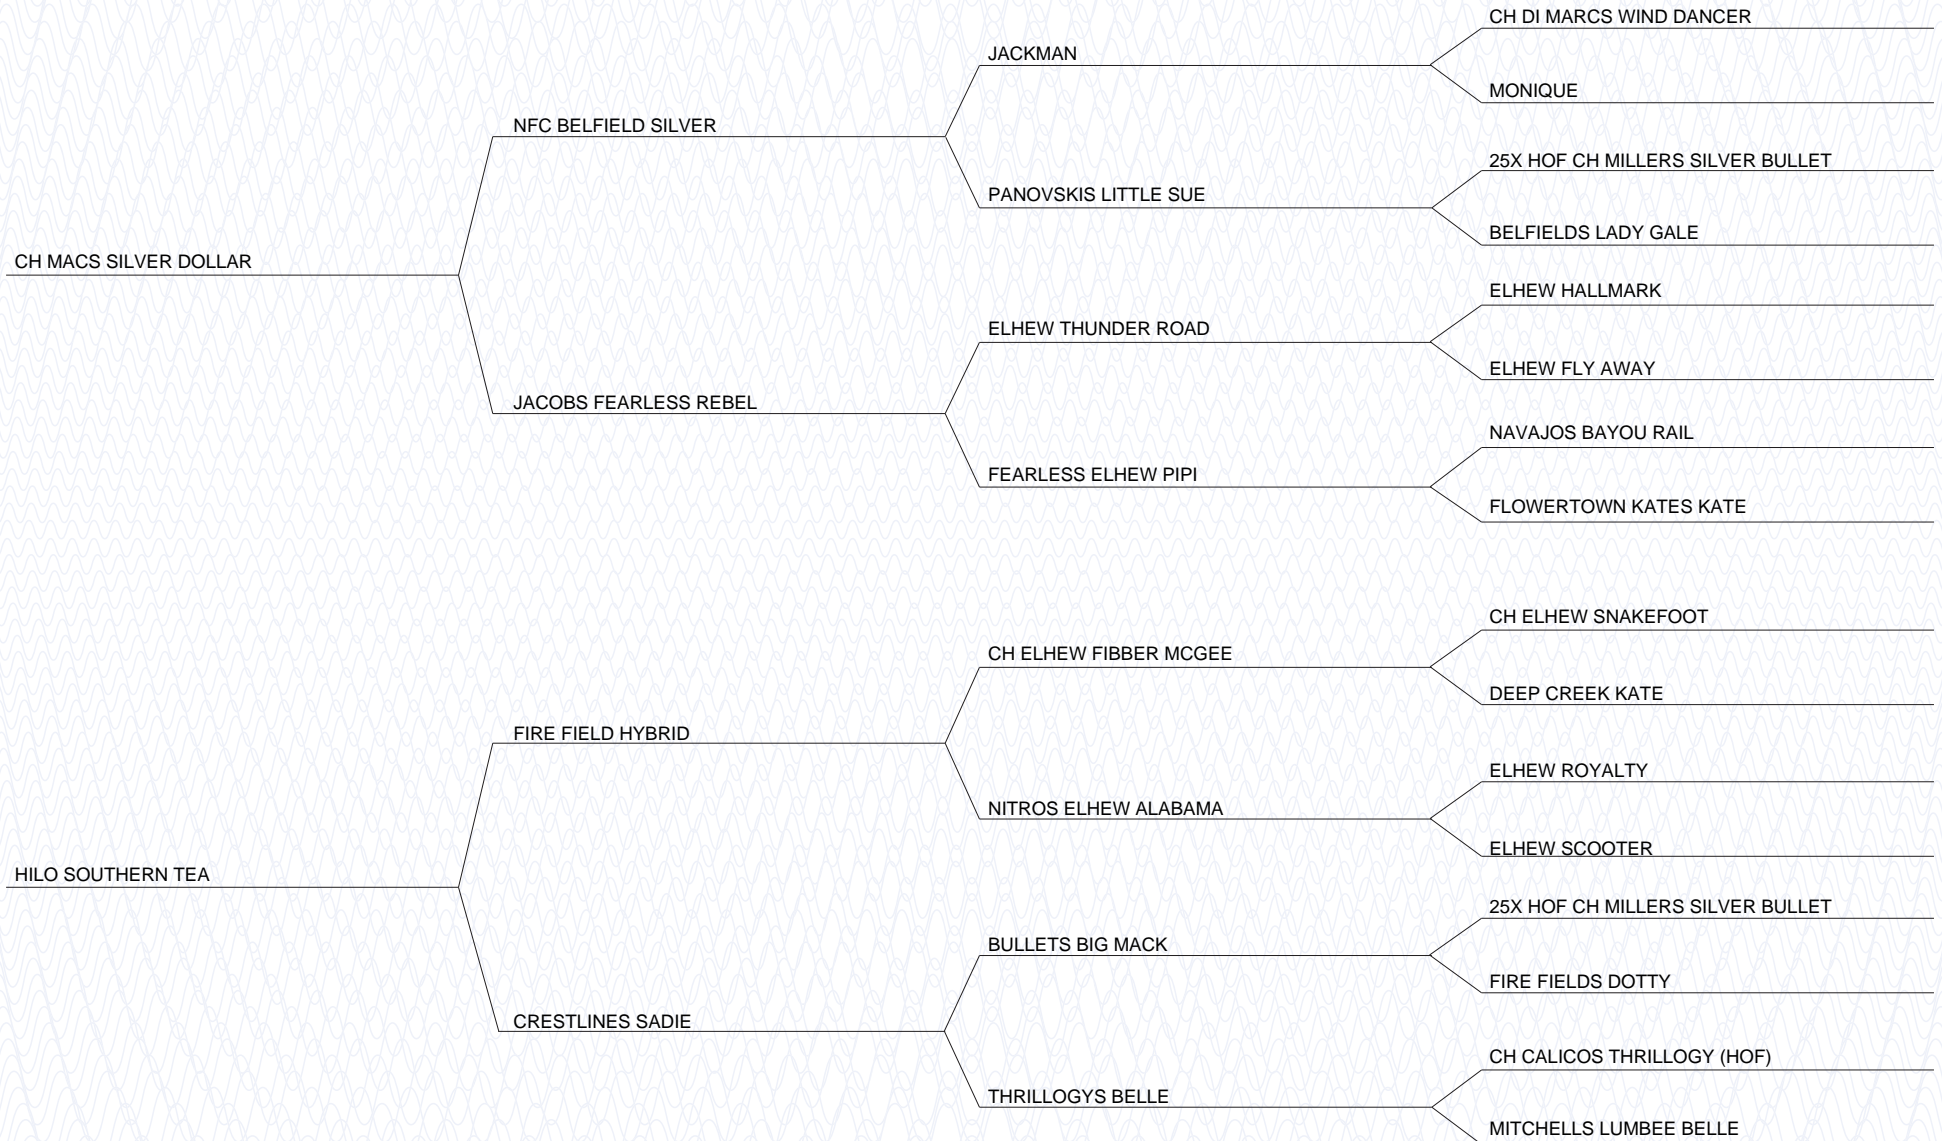 CH DI MARCS WIND DANCER
JACKMAN
MONIQUE
NFC BELFIELD SILVER
25X HOF CH MILLERS SILVER BULLET
PANOVSKIS LITTLE SUE
BELFIELDS LADY GALE
CH MACS SILVER DOLLAR
ELHEW HALLMARK
ELHEW THUNDER ROAD
ELHEW FLY AWAY
JACOBS FEARLESS REBEL
NAVAJOS BAYOU RAIL
FEARLESS ELHEW PIPI
FLOWERTOWN KATES KATE
CH ELHEW SNAKEFOOT
CH ELHEW FIBBER MCGEE
DEEP CREEK KATE
FIRE FIELD HYBRID
ELHEW ROYALTY
NITROS ELHEW ALABAMA
ELHEW SCOOTER
HILO SOUTHERN TEA
25X HOF CH MILLERS SILVER BULLET
BULLETS BIG MACK
FIRE FIELDS DOTTY
CRESTLINES SADIE
CH CALICOS THRILLOGY (HOF)
THRILLOGYS BELLE
MITCHELLS LUMBEE BELLE